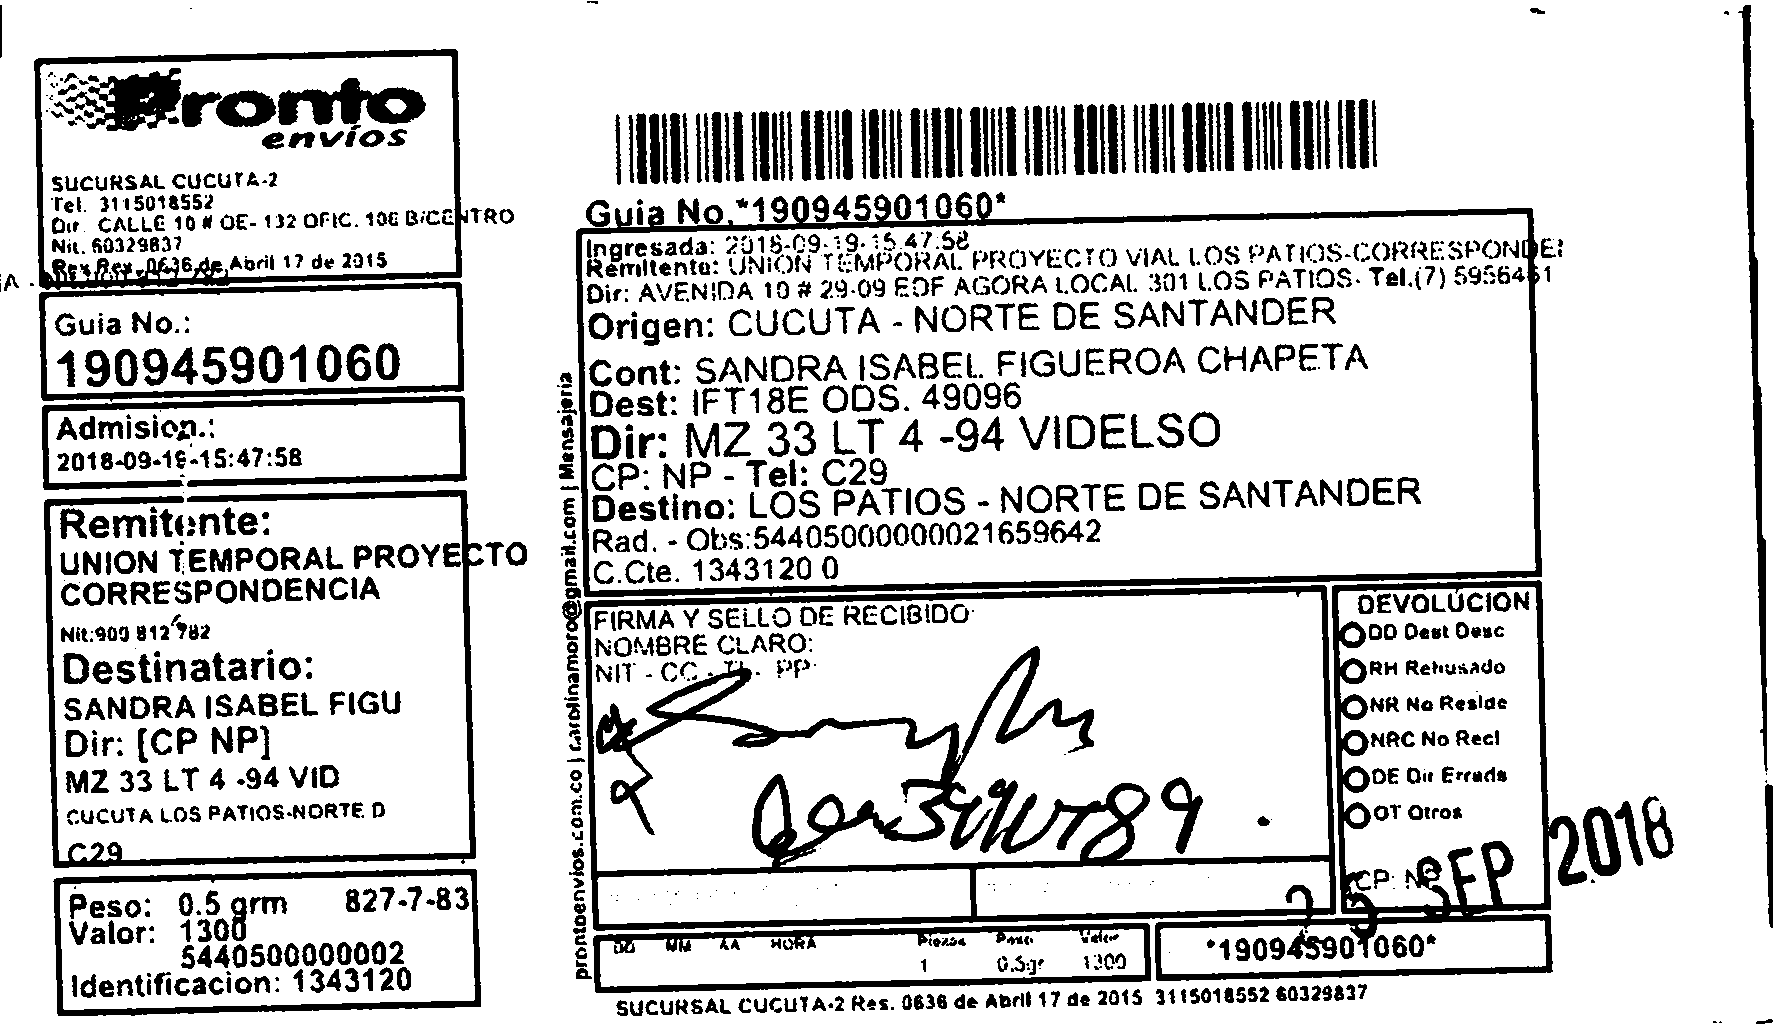 Pronto
envíos
SUCURSAL CUCUTA-2
Tel. 3115018552
Dir. CALLE 10 # OE- 132 OFIC. 106 B/CENTRO
Nit. 60329837
Res Rev. 0636 de Abril 17 de 2015
Guia No.:
190945901060
Admision.:
2018-09-19-15:47:58
Remitente:
UNION TEMPORAL PROYECTO
CORRESPONDENCIA
Nit:900 812 782
Destinatario:
SANDRA ISABEL FIGU
Dir: [CP NP]
MZ 33 LT 4 -94 VID
CUCUTA LOS PATIOS-NORTE D
C29
Peso: 0.5 grm 827-7-83
Valor: 1300
5440500000002
Identificacion: 1343120
prontoenvios.com.co | carolinamoro@gmail.com | Mensajeria
Guia No.*190945901060*
Ingresada: 2018-09-19-15.47.58
Remitente: UNION TEMPORAL PROYECTO VIAL LOS PATIOS-CORRESPONDE
Dir: AVENIDA 10 # 29-09 EDF AGORA LOCAL 301 LOS PATIOS- Tel.(7) 5956461
Origen: CUCUTA - NORTE DE SANTANDER
Cont: SANDRA ISABEL FIGUEROA CHAPETA
Dest: IFT18E ODS. 49096
Dir: MZ 33 LT 4 -94 VIDELSO
CP: NP - Tel: C29
Destino: LOS PATIOS - NORTE DE SANTANDER
Rad. - Obs:544050000000021659642
C.Cte. 1343120 0
FIRMA Y SELLO DE RECIBIDO
NOMBRE CLARO:
NIT - CC - TI - PP
DEVOLUCION
DD Dest Desc
RH Rehusado
NR No Reside
NRC No Recl
DE Dir Errada
OT Otros
CP: NP
25 SEP 2018
DD MM AA HORA Piezas Peso Valor
1 0.5gr 1300
*190945901060*
SUCURSAL CUCUTA-2 Res. 0636 de Abril 17 de 2015 3115018552 60329837